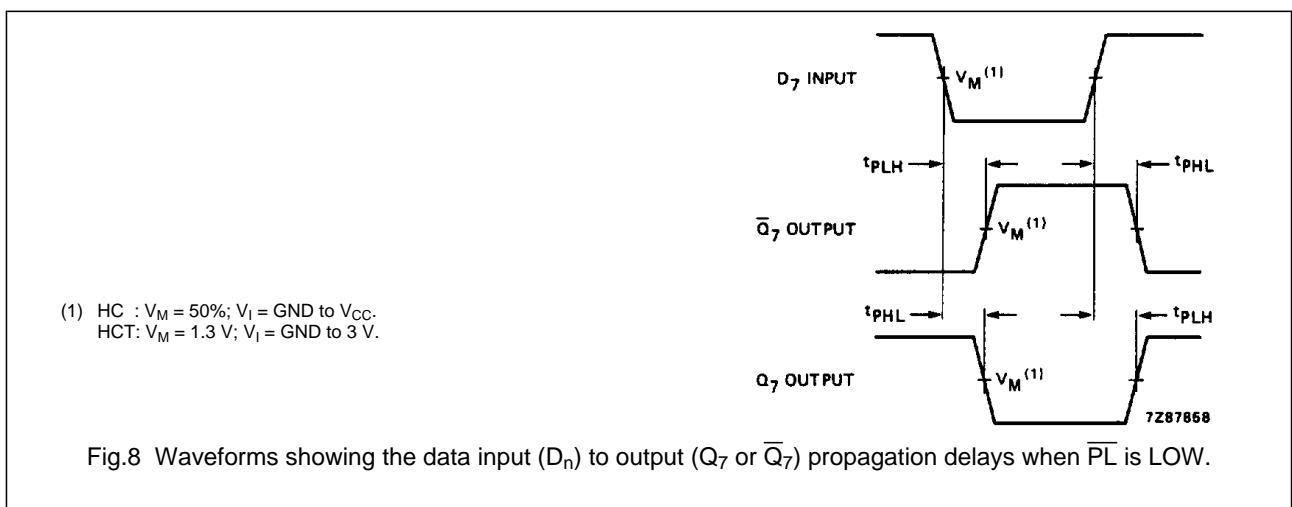 D7 INPUT
VM(1)
tPLH
tPHL
Q̅7 OUTPUT
VM(1)
(1) HC : VM = 50%; VI = GND to VCC.
HCT: VM = 1.3 V; VI = GND to 3 V.
tPHL
tPLH
Q7 OUTPUT
VM(1)
7Z87858
Fig.8 Waveforms showing the data input (Dn) to output (Q7 or Q̅7) propagation delays when P̅L̅ is LOW.